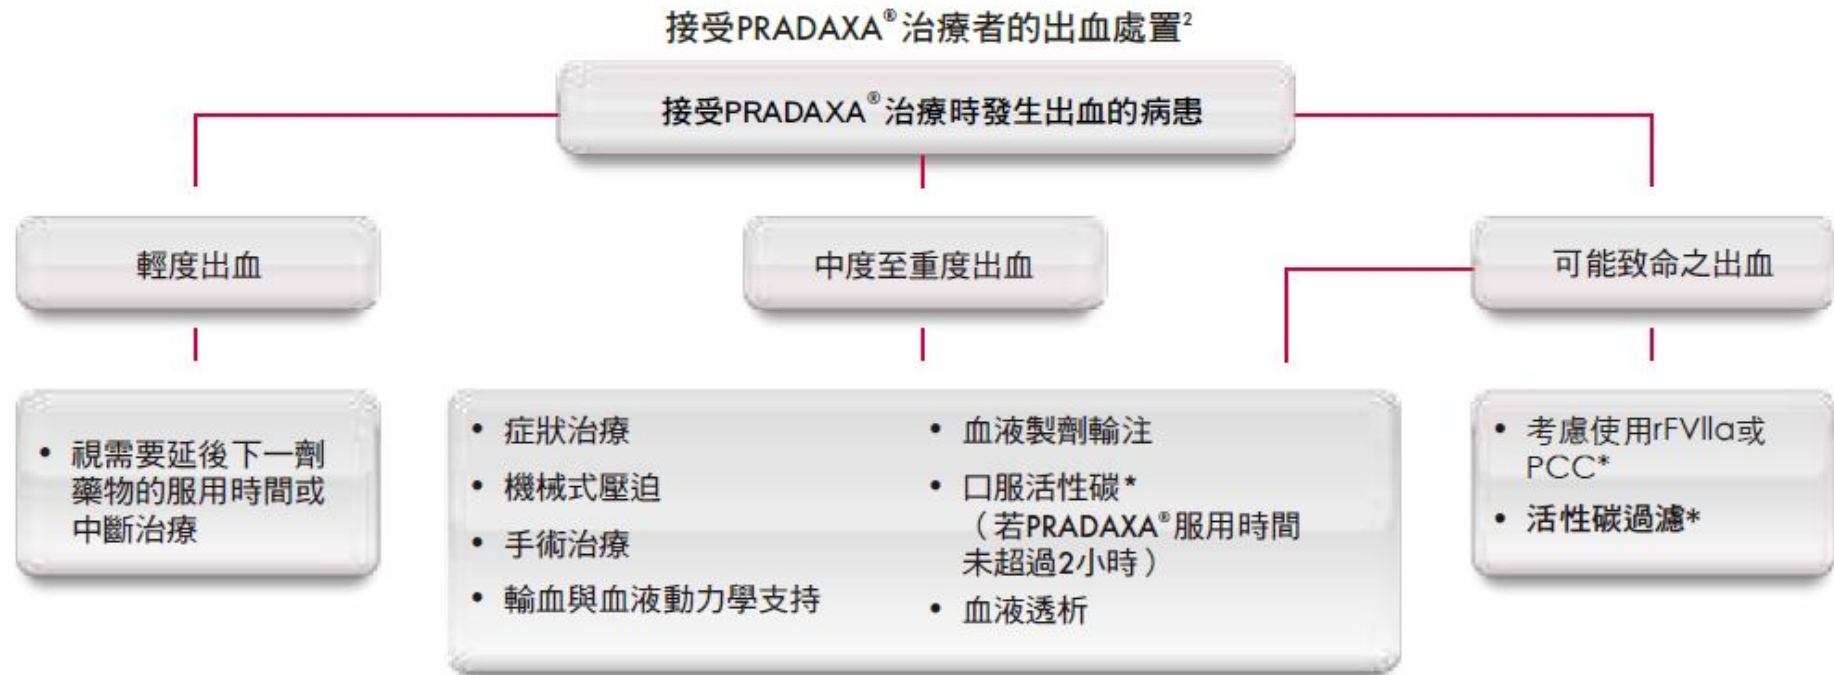 接受PRADAXA®治療者的出血處置²
接受PRADAXA®治療時發生出血的病患
輕度出血
中度至重度出血
可能致命之出血
• 視需要延後下一劑
藥物的服用時間或
中斷治療
• 症狀治療
• 機械式壓迫
• 手術治療
• 輸血與血液動力學支持
• 血液製劑輸注
• 口服活性碳*
（若PRADAXA®服用時間
未超過2小時）
• 血液透析
• 考慮使用rFVlla或
PCC*
• 活性碳過濾*